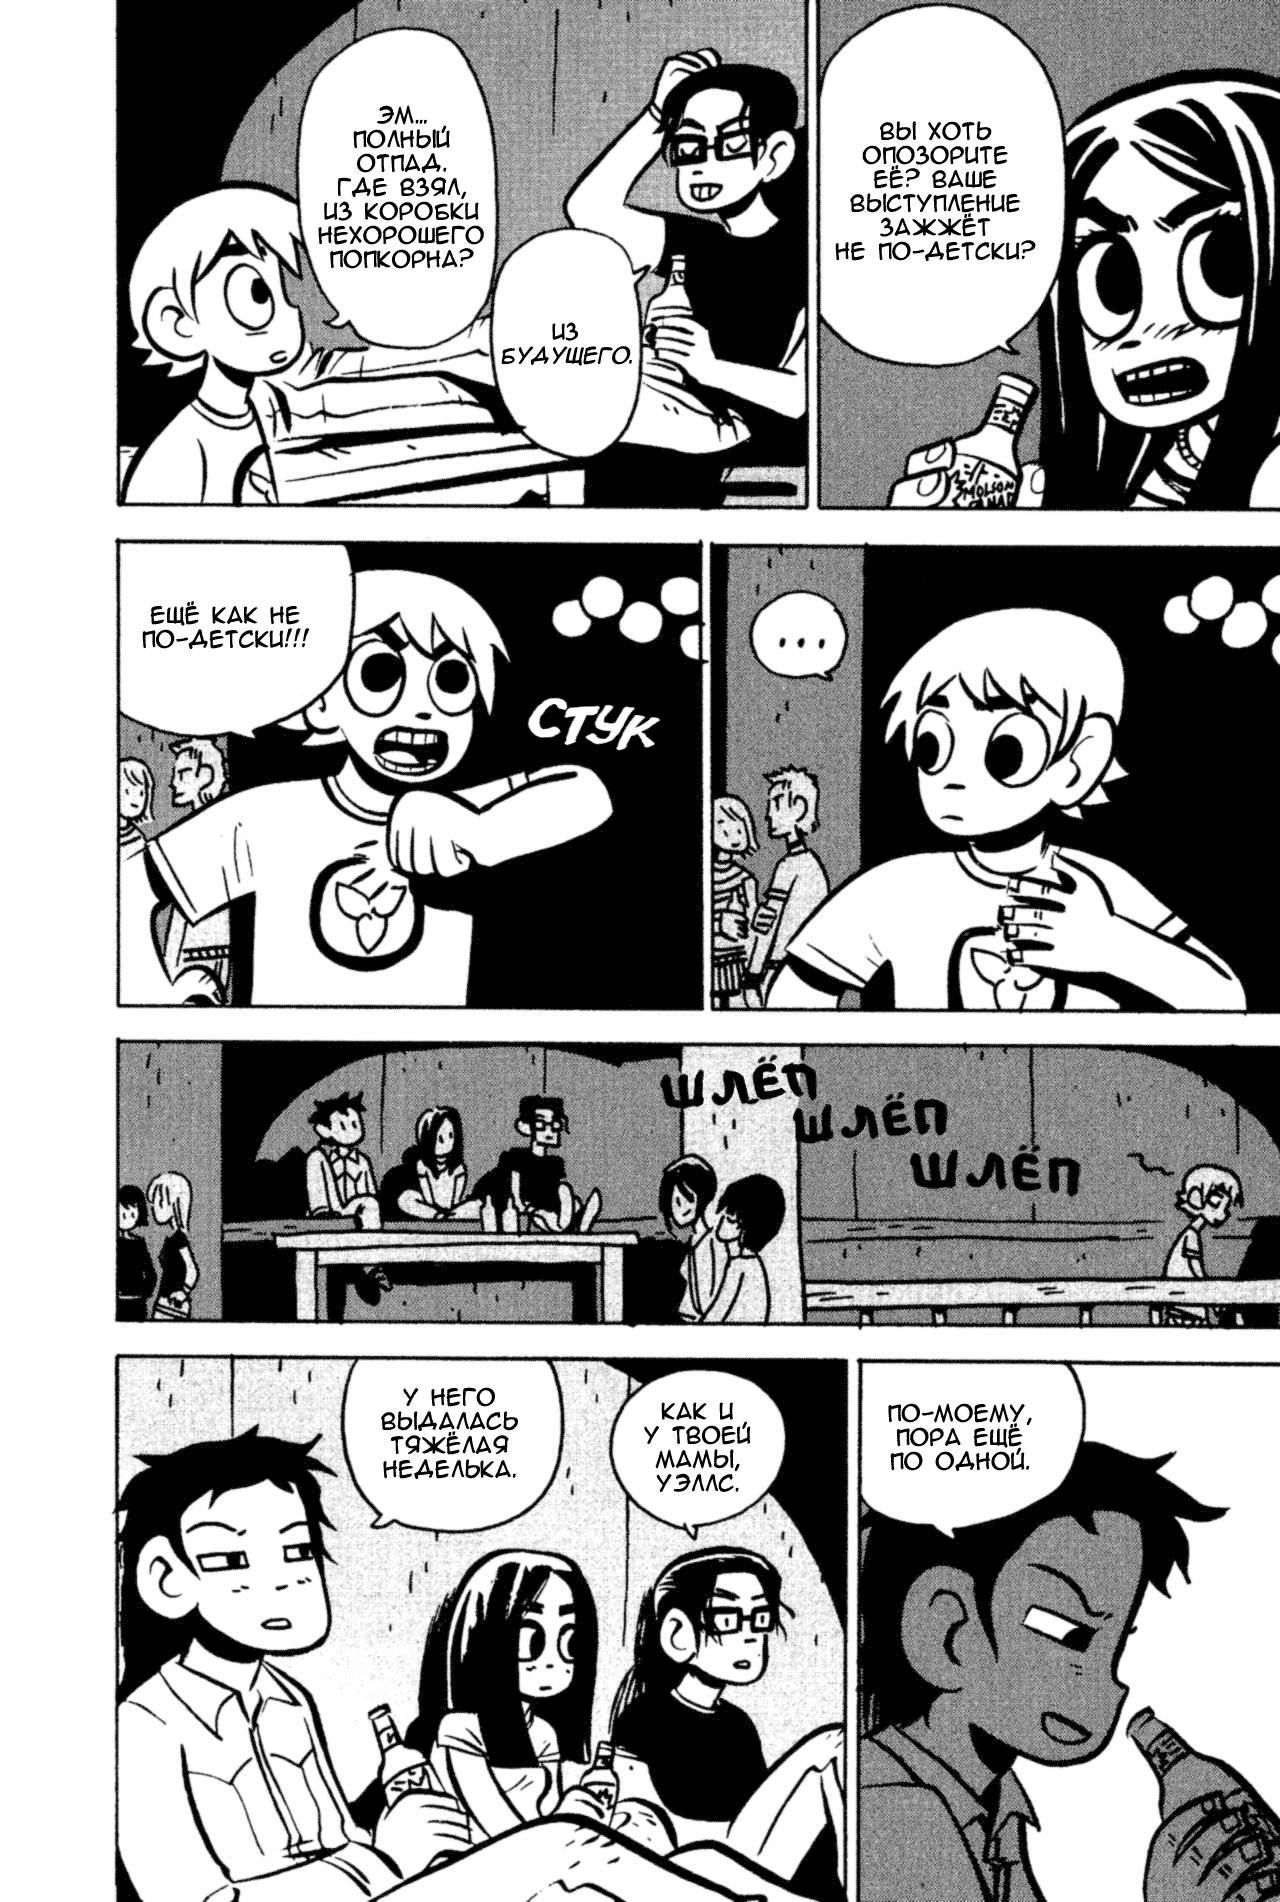 ЭМ...
ПОЛНЫЙ
ОТПАД.
ГДЕ ВЗЯЛ,
ИЗ КОРОБКИ
НЕХОРОШЕГО
ПОПКОРНА?
ИЗ
БУДУЩЕГО.
ВЫ ХОТЬ
ОПОЗОРИТЕ
ЕЁ? ВАШЕ
ВЫСТУПЛЕНИЕ
ЗАЖЖЁТ
НЕ ПО-ДЕТСКИ?
MOLSON
ЕЩЁ КАК НЕ
ПО-ДЕТСКИ!!!
СТУК
...
ШЛЁП
ШЛЁП
ШЛЁП
У НЕГО
ВЫДАЛАСЬ
ТЯЖЁЛАЯ
НЕДЕЛЬКА.
КАК И
У ТВОЕЙ
МАМЫ,
УЭЛЛС.
ПО-МОЕМУ,
ПОРА ЕЩЁ
ПО ОДНОЙ.